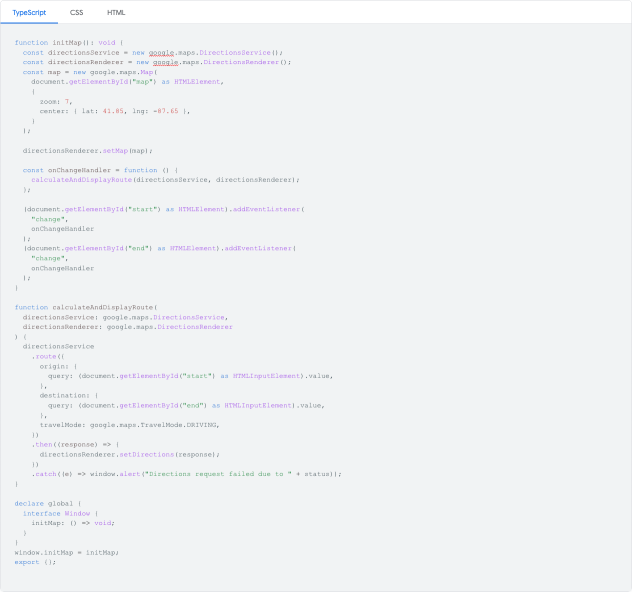 TypeScript CSS HTML
function initMap(): void {
  const directionsService = new google.maps.DirectionsService();
  const directionsRenderer = new google.maps.DirectionsRenderer();
  const map = new google.maps.Map(
    document.getElementById("map") as HTMLElement,
    {
      zoom: 7,
      center: { lat: 41.85, lng: -87.65 },
    }
  );

  directionsRenderer.setMap(map);

  const onChangeHandler = function () {
    calculateAndDisplayRoute(directionsService, directionsRenderer);
  };

  (document.getElementById("start") as HTMLElement).addEventListener(
    "change",
    onChangeHandler
  );
  (document.getElementById("end") as HTMLElement).addEventListener(
    "change",
    onChangeHandler
  );
}

function calculateAndDisplayRoute(
  directionsService: google.maps.DirectionsService,
  directionsRenderer: google.maps.DirectionsRenderer
) {
  directionsService
    .route({
      origin: {
        query: (document.getElementById("start") as HTMLInputElement).value,
      },
      destination: {
        query: (document.getElementById("end") as HTMLInputElement).value,
      },
      travelMode: google.maps.TravelMode.DRIVING,
    })
    .then((response) => {
      directionsRenderer.setDirections(response);
    })
    .catch((e) => window.alert("Directions request failed due to " + status));
}

declare global {
  interface Window {
    initMap: () => void;
  }
}
window.initMap = initMap;
export {};